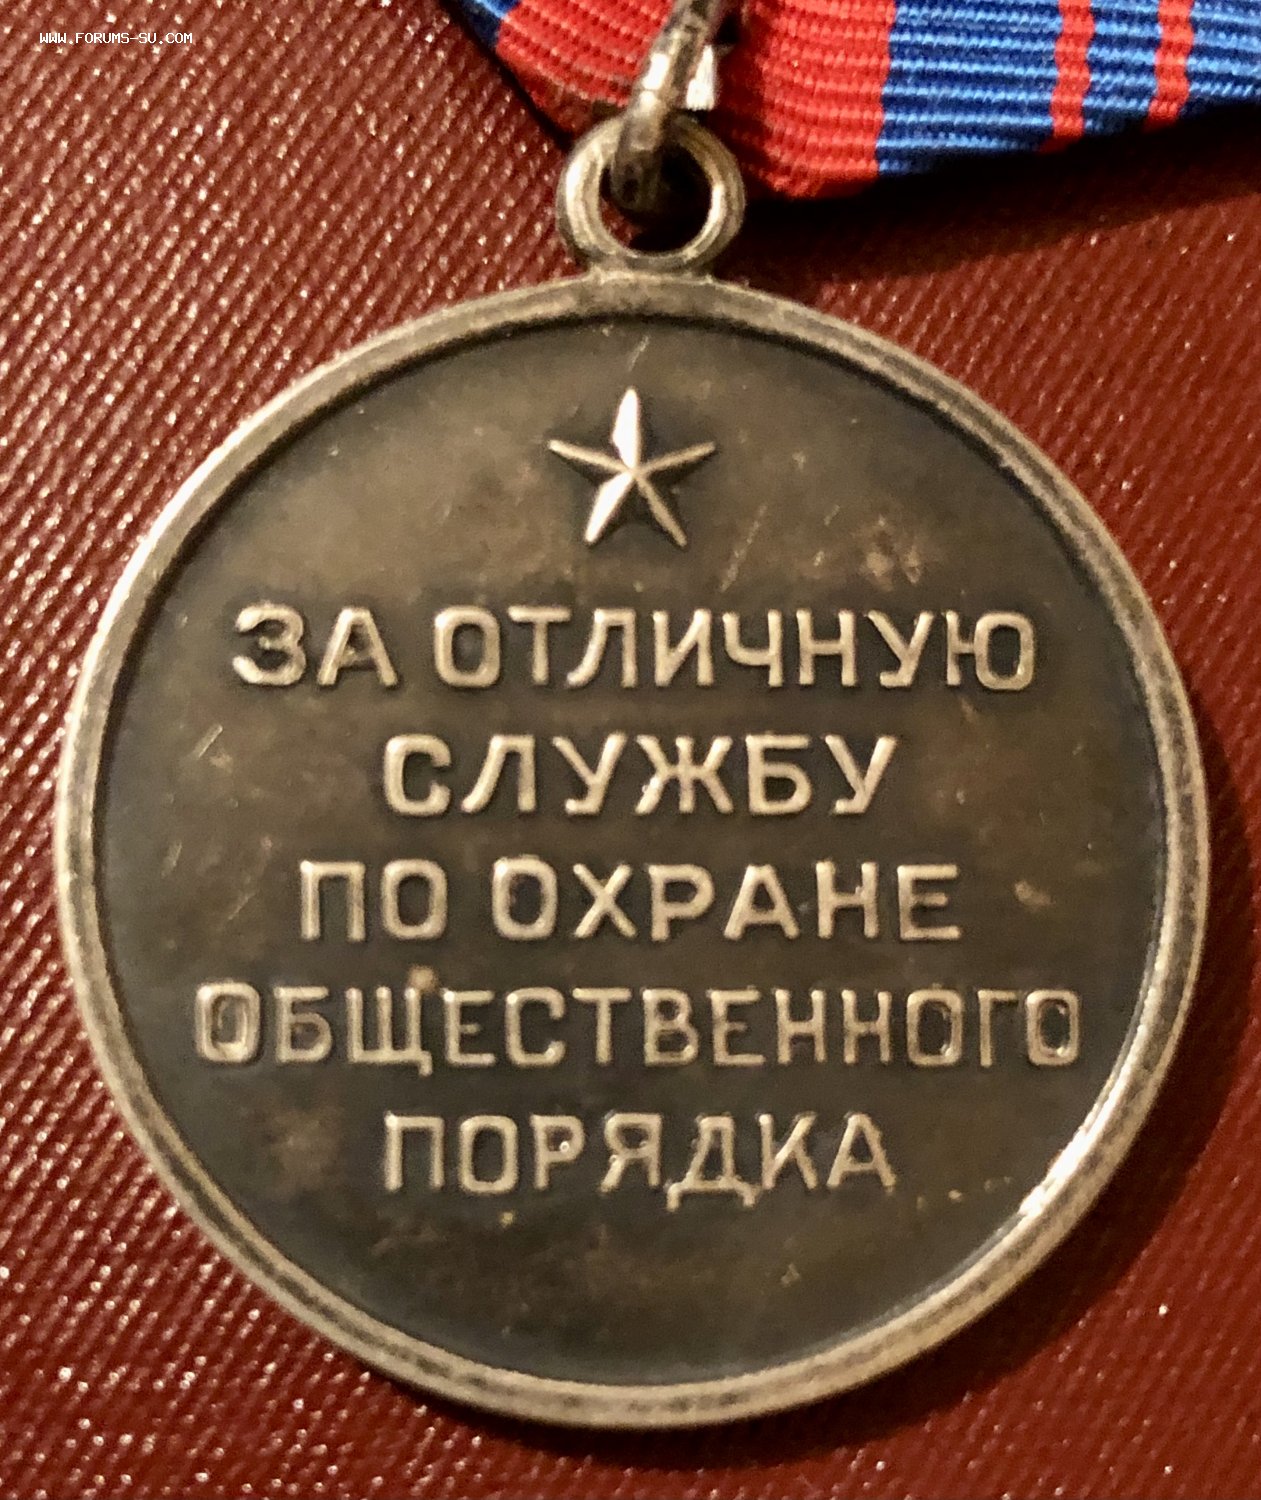 WWW.FORUMS-SU.COM
ЗА ОТЛИЧНУЮ
СЛУЖБУ
ПО ОХРАНЕ
ОБЩЕСТВЕННОГО
ПОРЯДКА